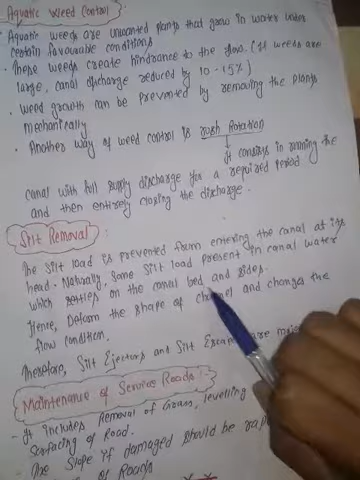 Aquatic Weed Control
Aquatic weeds are unwanted plants that grow in water under
certain favourable conditions
• These weeds create hindrance to the flow. (If weeds are
large, canal discharge reduced by 10-15%
• Weed growth can be prevented by removing the plants
mechanically
• Another way of weed control is rush Rotation
It consists in running the
canal with full supply discharge for a required period
and then entirely closing the discharge.
Silt Removal:
The silt load is prevented from entering the canal at its
head. Naturally, some silt load present in canal water
which settles on the canal bed and sides.
Hence, Deform the shape of channel and changes the
flow condition.
Therefore, Silt Ejectors and Silt Escape are
Maintenance of Service Roads:-
- It includes Removal of Grass, levelling
Surfacing of Road.
- The slope if damaged should be
of Roads